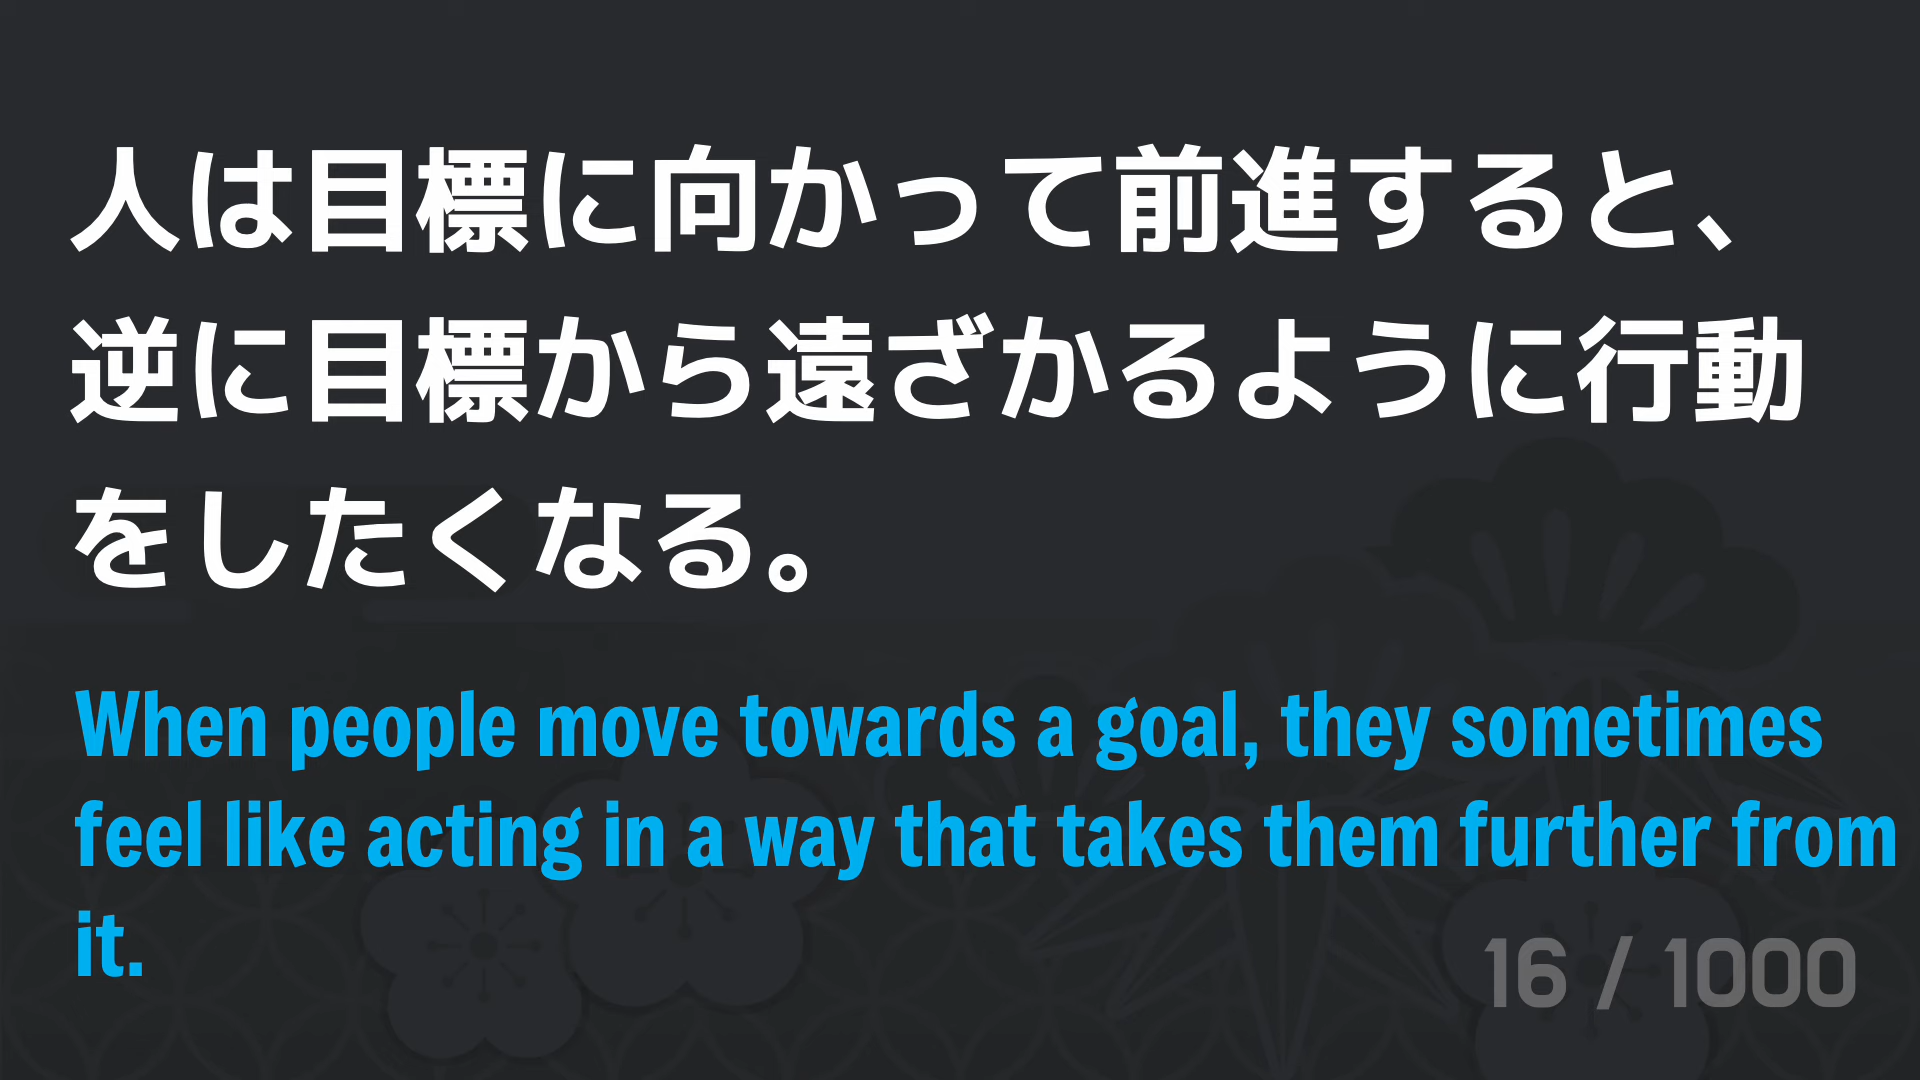 人は目標に向かって前進すると、
逆に目標から遠ざかるように行動
をしたくなる。
When people move towards a goal, they sometimes
feel like acting in a way that takes them further from
it.
16 / 1000